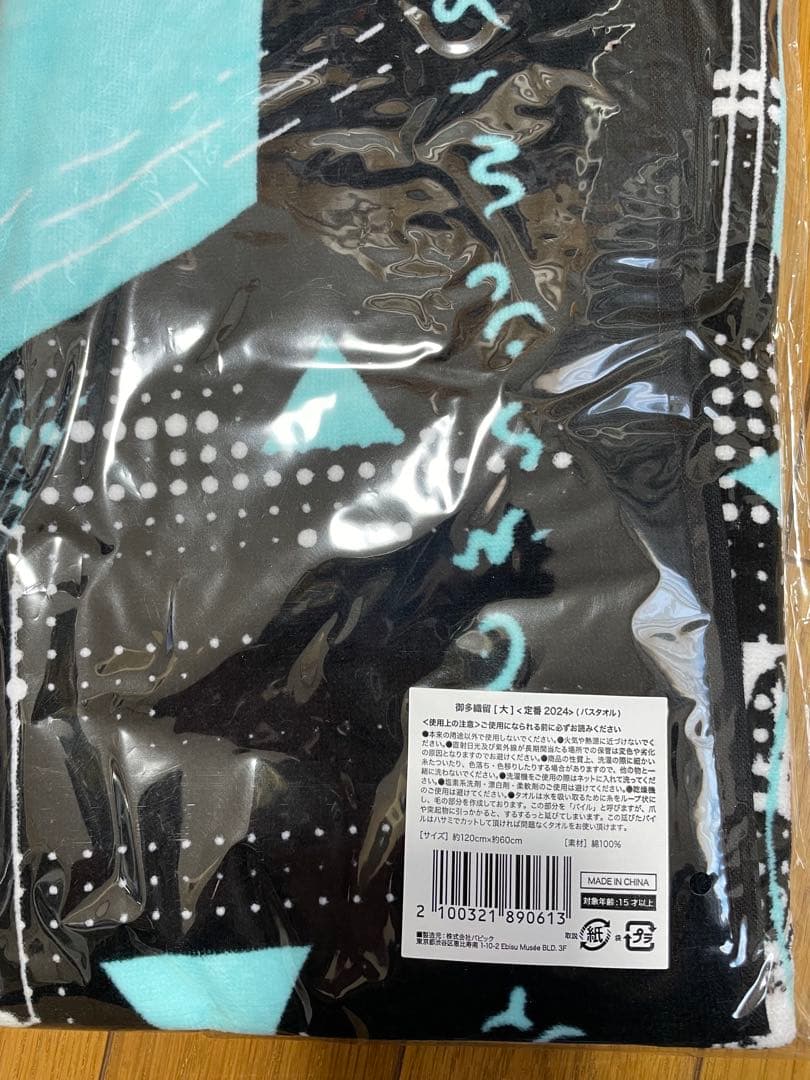 御多織留 [ 大 ] < 定番 2024> (バスタオル)
<使用上の注意>ご使用になられる前に必ずお読みください
●本来の用途以外で使用しないでください。●火気や熱源に近づけないでく
ださい。●直射日光及び紫外線が長期間当たる場所での保管は変色や劣化
の原因となりますのでお避けください。●商品の性質上、洗濯の際に細かい
糸たついたり、色落ち・色移りしたりする場合がありますので、他の物と一
緒に洗わないでください。●洗濯機をご使用の際はネットに入れて洗ってく
ださい。●塩素系洗剤・漂白剤・柔軟剤のご使用は避けてください。●乾燥機
のご使用は避けてください。●タオルは水を吸い取るために糸をループ状に
し、毛の部分を作成しております。この部分を「パイル」と呼びますが、爪
や突起物に引っかかると、するするっと延びてしまいます。この延びたパイ
ルはハサミでカットして頂ければ問題なくタオルをお使い頂けます。
[サイズ] 約120cm×約60cm
[素材] 綿100%
MADE IN CHINA
対象年齢:15才以上
2 100321 890613
■製造元:株式会社バビック
東京都渋谷区恵比寿南 1-10-2 Ebisu Musée BLD. 3F
取説
紙
袋
プラ